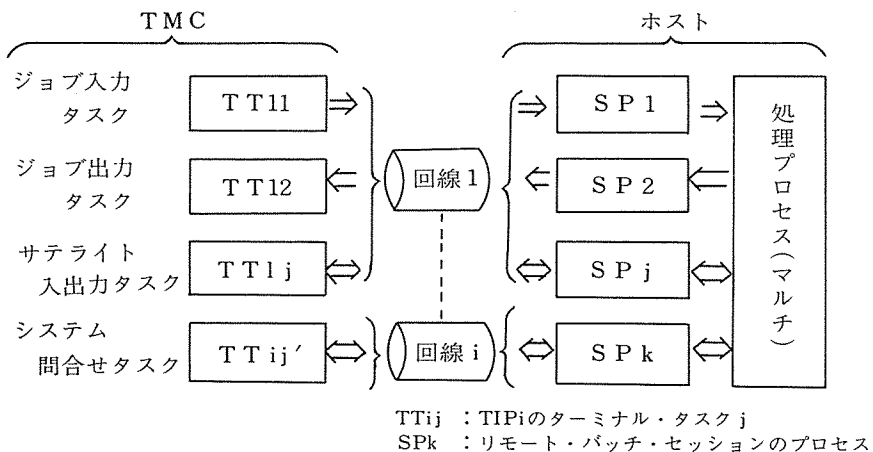 TMC
ホスト
ジョブ入力
タスク
TT11
SP1
ジョブ出力
タスク
TT12
回線1
SP2
サテライト
入出力タスク
TT1j
SPj
システム
問合せタスク
TTij′
回線i
SPk
処理プロセス(マルチ)
TTij :TIPiのターミナル・タスクj
SPk :リモート・バッチ・セッションのプロセス